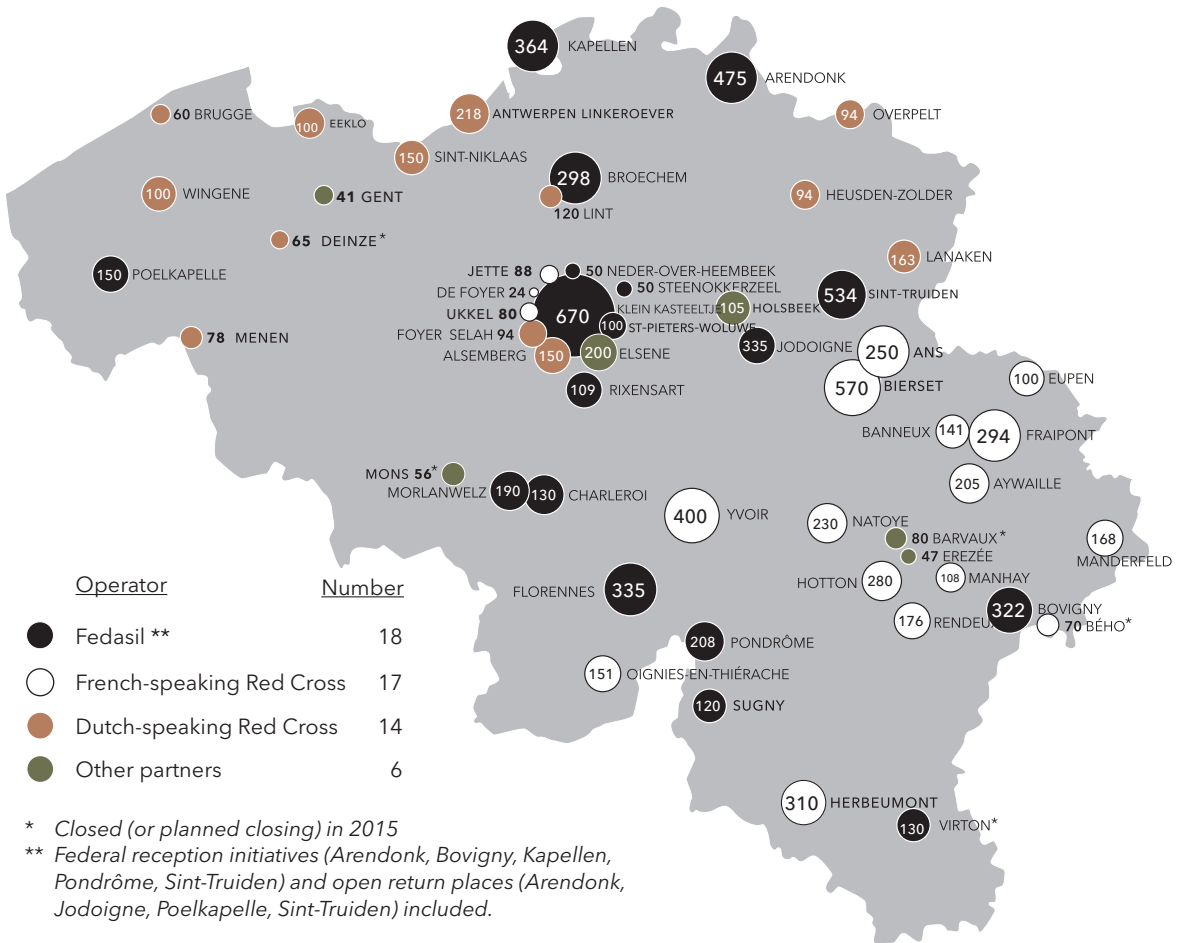 364 KAPELLEN
475 ARENDONK
60 BRUGGE
100 EEKLO
218 ANTWERPEN LINKEROEVER
94 OVERPELT
150 SINT-NIKLAAS
298 BROECHEM
100 WINGENE
41 GENT
120 LINT
94 HEUSDEN-ZOLDER
65 DEINZE*
163 LANAKEN
150 POELKAPELLE
JETTE 88
50 NEDER-OVER-HEEMBEEK
DE FOYER 24
50 STEENOKKERZEEL
534 SINT-TRUIDEN
UKKEL 80
670 KLEIN KASTEELTJE
105 HOLSBEEK
FOYER SELAH 94
100 ST-PIETERS-WOLUWE
78 MENEN
ALSEMBERG 150
200 ELSENE
335 JODOIGNE
250 ANS
570 BIERSET
100 EUPEN
109 RIXENSART
BANNEUX 141
294 FRAIPONT
MONS 56*
MORLANWELZ 190
130 CHARLEROI
205 AYWAILLE
400 YVOIR
230 NATOYE
80 BARVAUX*
47 EREZÉE
168 MANDERFELD
HOTTON 280
108 MANHAY
FLORENNES 335
176 RENDEUX
322 BOVIGNY
70 BÉHO*
208 PONDRÔME
151 OIGNIES-EN-THIÉRACHE
120 SUGNY
310 HERBEUMONT
130 VIRTON*
Operator Number
Fedasil ** 18
French-speaking Red Cross 17
Dutch-speaking Red Cross 14
Other partners 6
* Closed (or planned closing) in 2015
** Federal reception initiatives (Arendonk, Bovigny, Kapellen,
Pondrôme, Sint-Truiden) and open return places (Arendonk,
Jodoigne, Poelkapelle, Sint-Truiden) included.